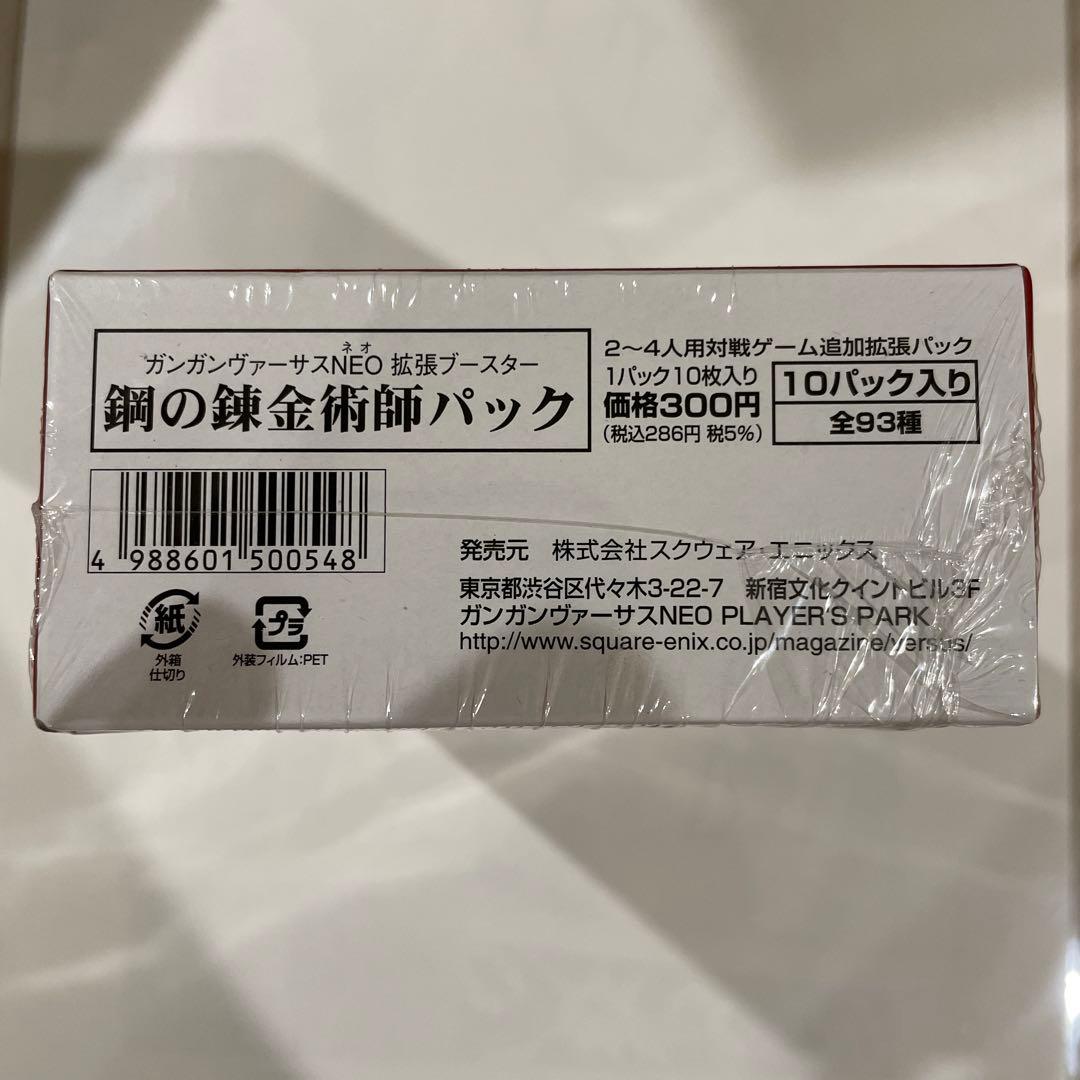 ネオ
ガンガンヴァーサスNEO 拡張ブースター
鋼の錬金術師パック
2〜4人用対戦ゲーム追加拡張パック
1パック10枚入り
価格300円
(税込286円 税5%)
10パック入り
全93種
4 988601 500548
紙
外箱
仕切り
プラ
外装フィルム:PET
発売元 株式会社スクウェア・エニックス
東京都渋谷区代々木3-22-7 新宿文化クイントビル3F
ガンガンヴァーサスNEO PLAYER'S PARK
http://www.square-enix.co.jp/magazine/versus/